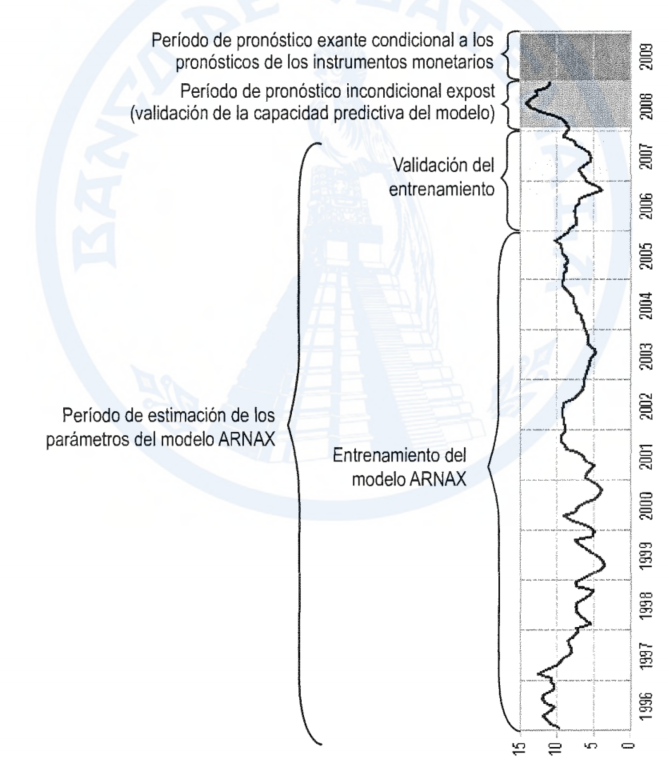 Período de pronóstico exante condicional a los
pronósticos de los instrumentos monetarios
Período de pronóstico incondicional expost
(validación de la capacidad predictiva del modelo)
Validación del
entrenamiento
Período de estimación de los
parámetros del modelo ARNAX
Entrenamiento del
modelo ARNAX
2009
2008
2007
2006
2005
2004
2003
2002
2001
2000
1999
1998
1997
1996
15
10
5
0
BANCO DE